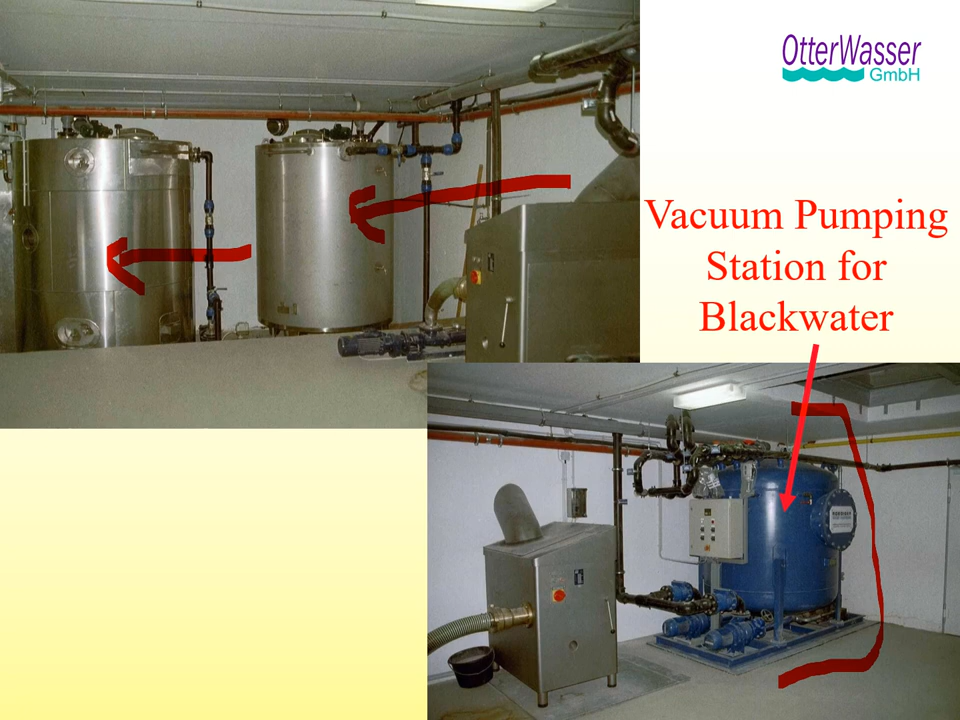 OtterWasser
GmbH
Vacuum Pumping
Station for
Blackwater